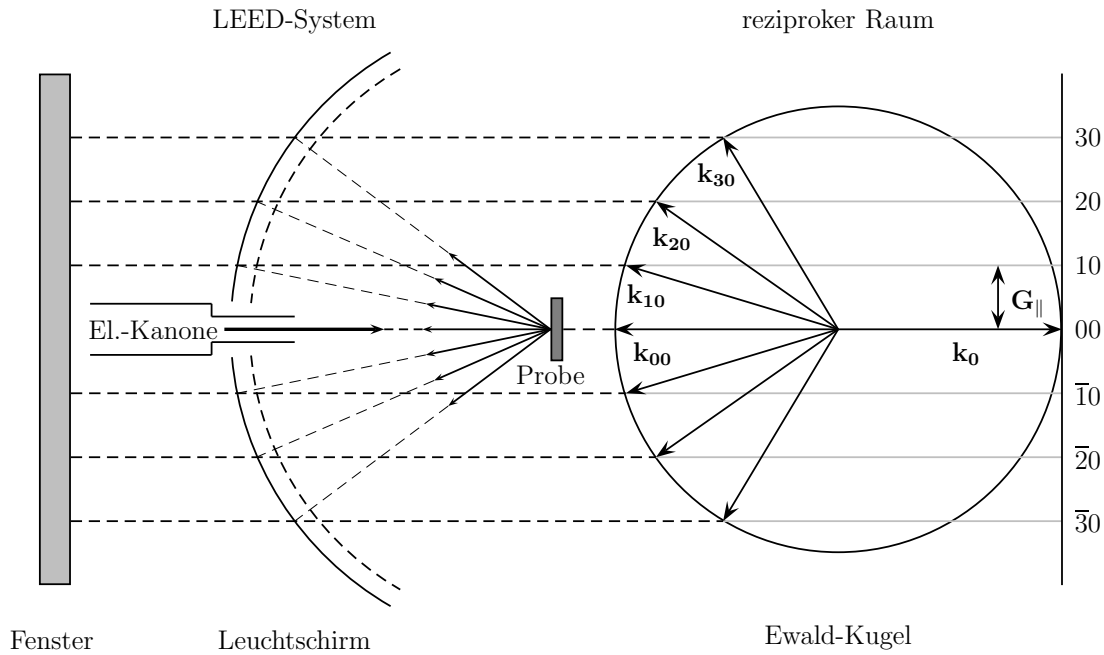 LEED-System
reziproker Raum
30
k₃₀
20
k₂₀
10
k₁₀
G∥
El.-Kanone
00
k₀₀
k₀
Probe
1̅0
2̅0
3̅0
Fenster
Leuchtschirm
Ewald-Kugel